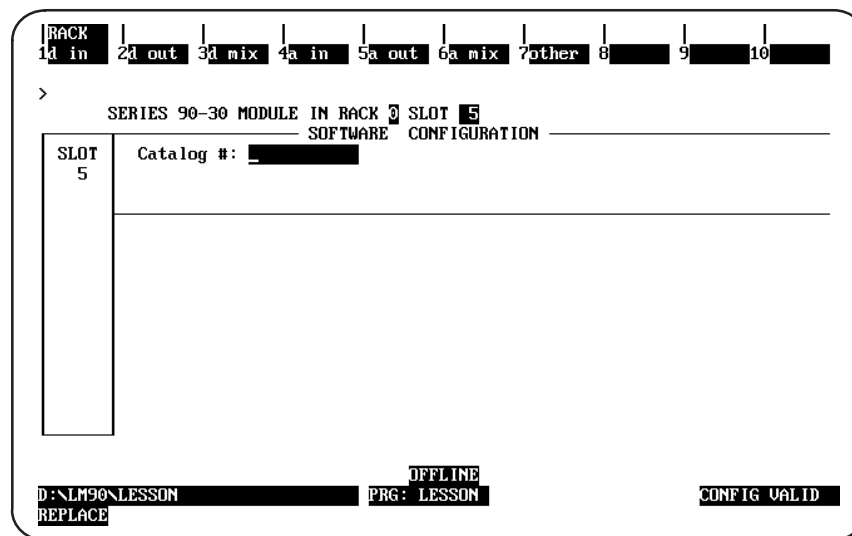 RACK
1d in 2d out 3d mix 4a in 5a out 6a mix 7other 8 9 10
>
SERIES 90-30 MODULE IN RACK 0 SLOT 5
SOFTWARE CONFIGURATION
SLOT
5
Catalog #: _
OFFLINE
D:\LM90\LESSON PRG: LESSON CONFIG VALID
REPLACE